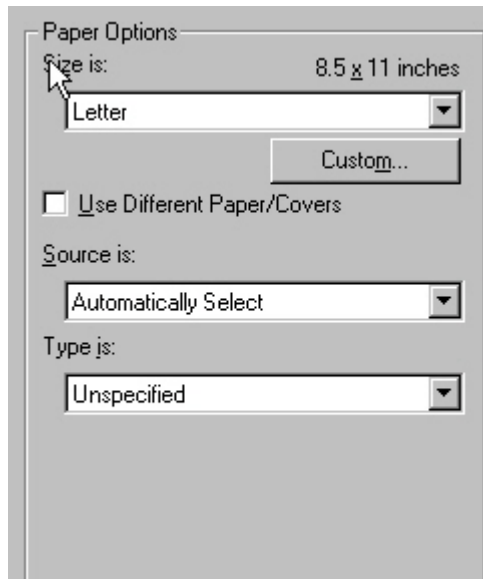 Paper Options
Size is: 8.5 x 11 inches
Letter
Custom...
Use Different Paper/Covers
Source is:
Automatically Select
Type is:
Unspecified